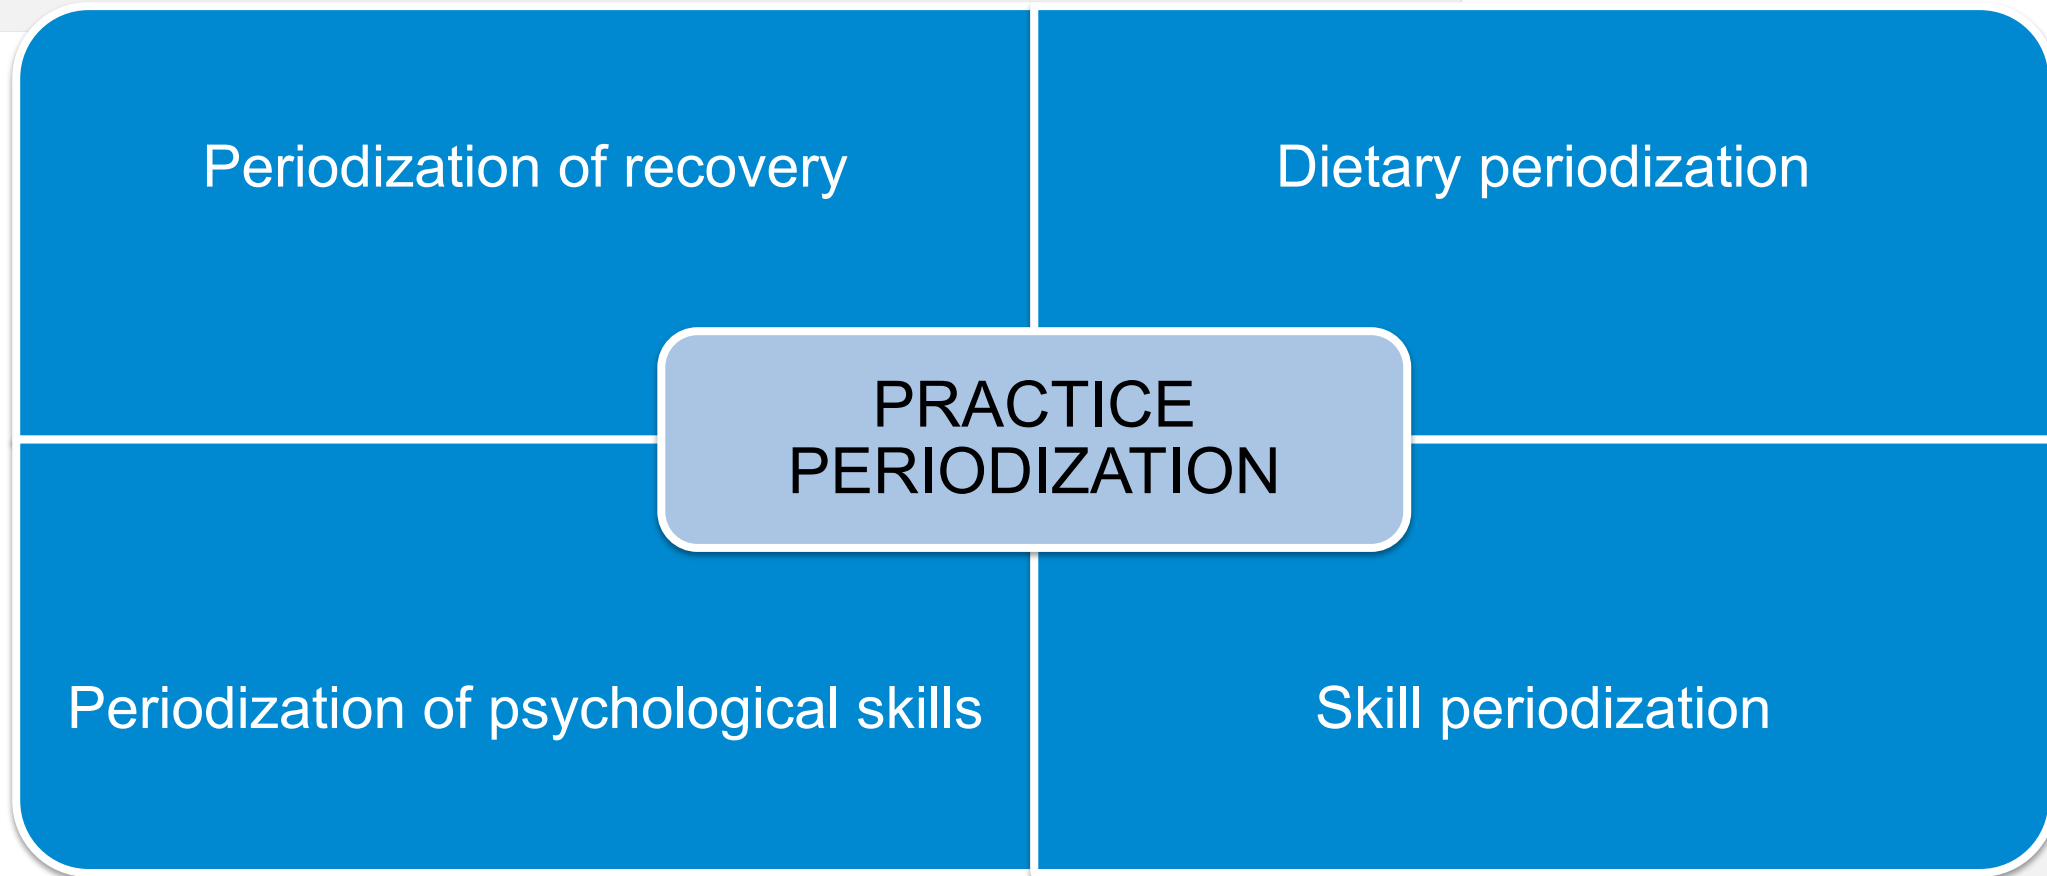 Periodization of recovery
Dietary periodization
PRACTICE
PERIODIZATION
Periodization of psychological skills
Skill periodization